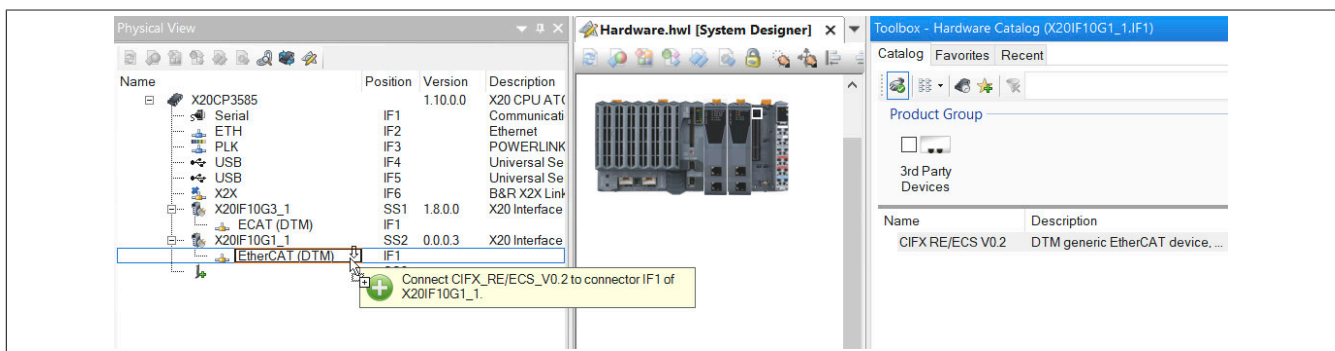 Physical View
Name Position Version Description
X20CP3585 1.10.0.0 X20 CPU AT
Serial IF1 Communicati
ETH IF2 Ethernet
PLK IF3 POWERLINK
USB IF4 Universal Se
USB IF5 Universal Se
X2X IF6 B&R X2X Link
X20IF10G3_1 SS1 1.8.0.0 X20 Interface
ECAT (DTM) IF1
X20IF10G1_1 SS2 0.0.0.3 X20 Interface
EtherCAT (DTM) IF1
Connect CIFX_RE/ECS_V0.2 to connector IF1 of
X20IF10G1_1.
Hardware.hwl [System Designer]
Toolbox - Hardware Catalog (X20IF10G1_1.IF1)
Catalog Favorites Recent
Product Group
3rd Party
Devices
Name Description
CIFX RE/ECS V0.2 DTM generic EtherCAT device, ...